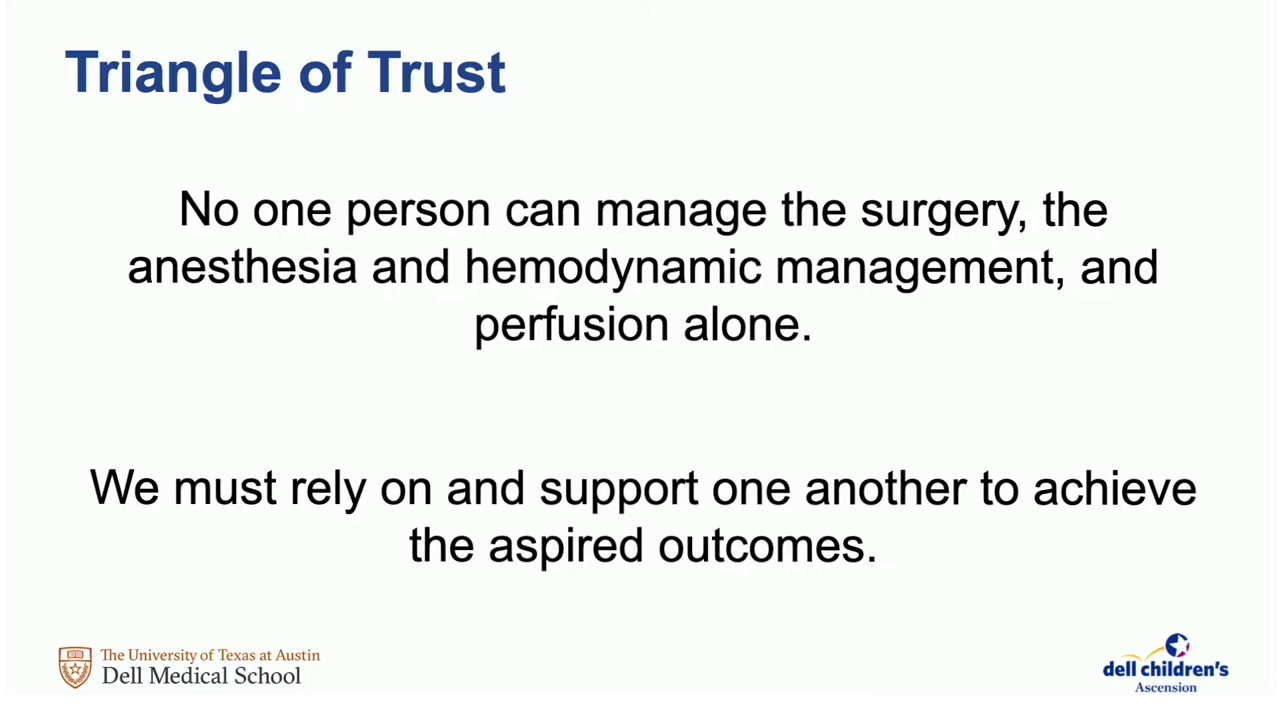 Triangle of Trust
No one person can manage the surgery, the
anesthesia and hemodynamic management, and
perfusion alone.
We must rely on and support one another to achieve
the aspired outcomes.
The University of Texas at Austin
Dell Medical School
dell children's
Ascension